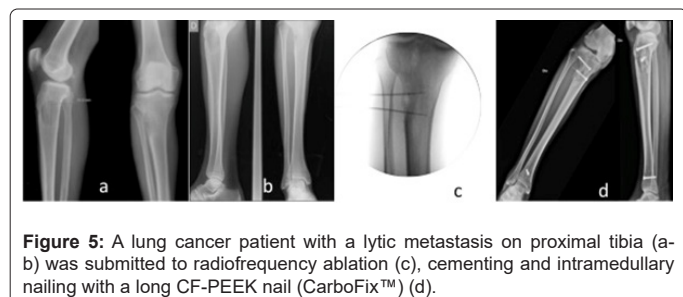 a
b
c
d
Figure 5: A lung cancer patient with a lytic metastasis on proximal tibia (a-
b) was submitted to radiofrequency ablation (c), cementing and intramedullary
nailing with a long CF-PEEK nail (CarboFix™) (d).